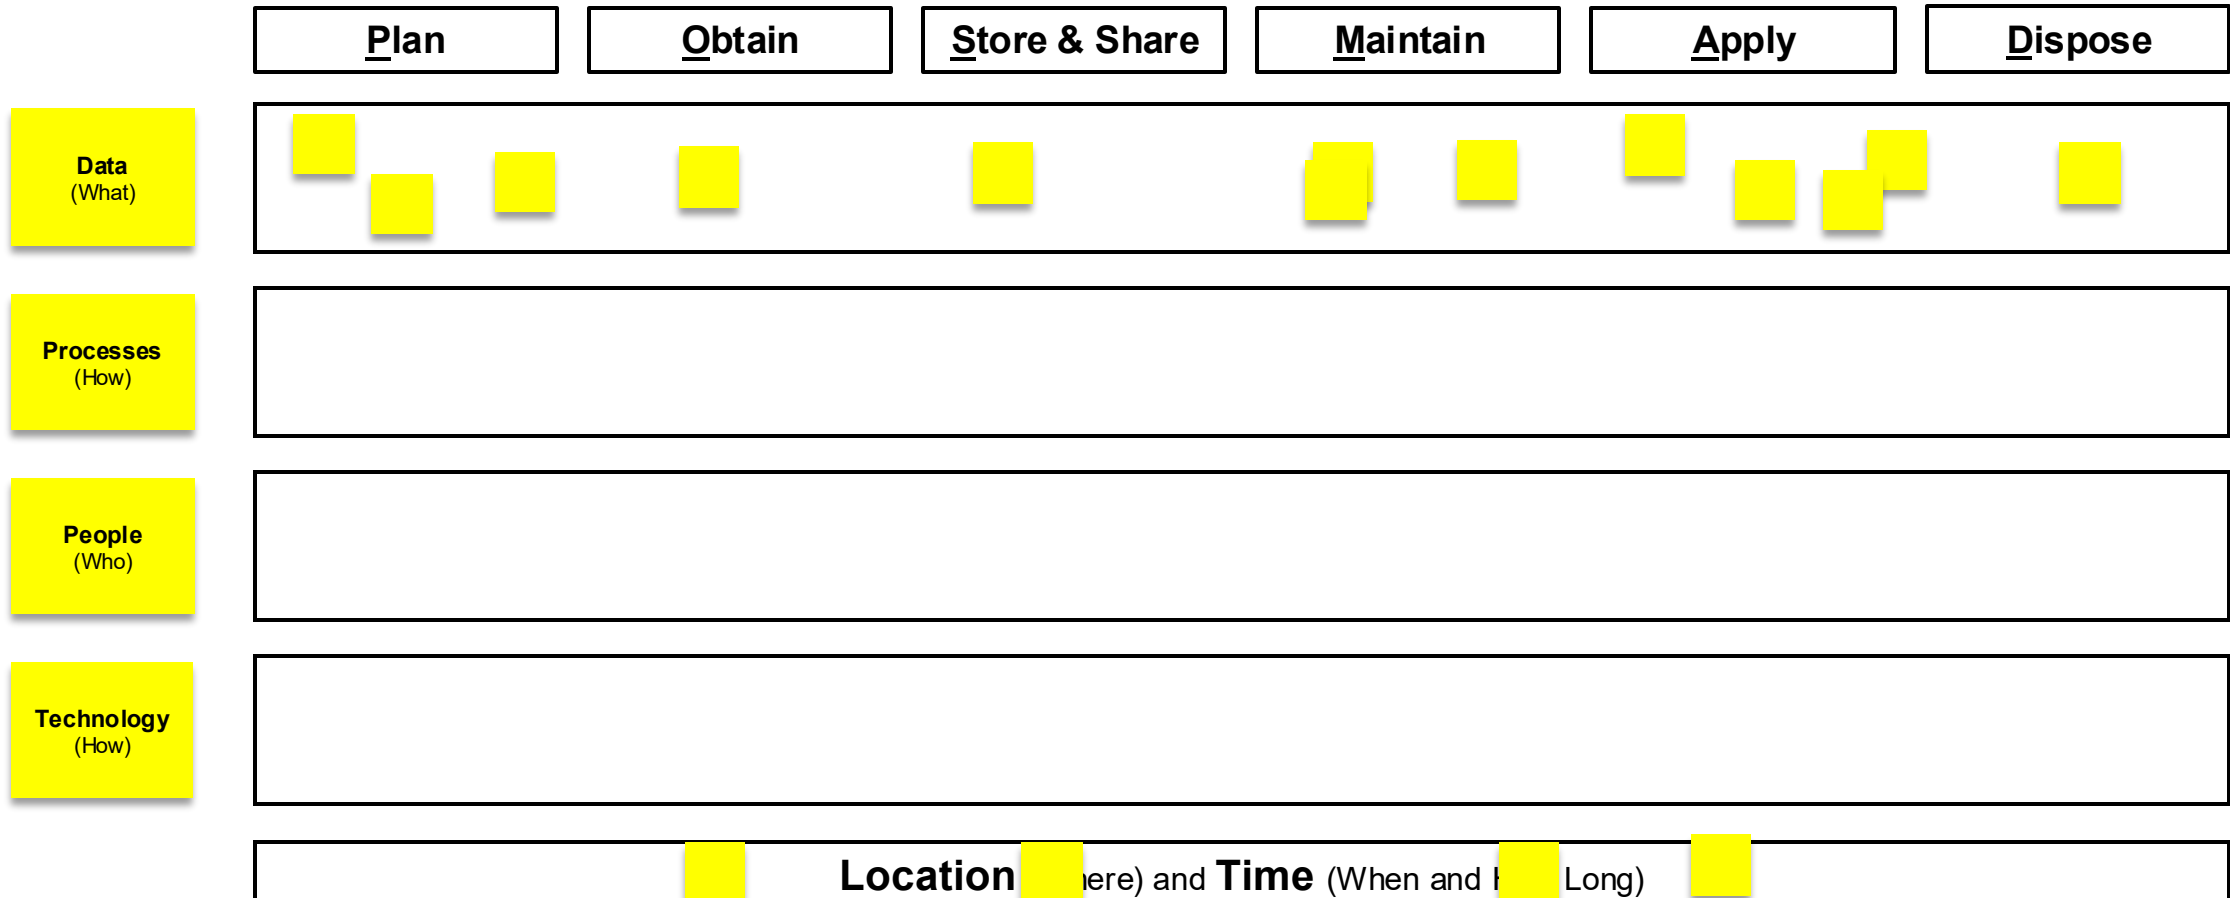 Plan
Obtain
Store & Share
Maintain
Apply
Dispose
Data
(What)
Processes
(How)
People
(Who)
Technology
(How)
Location here) and Time (When and Long)